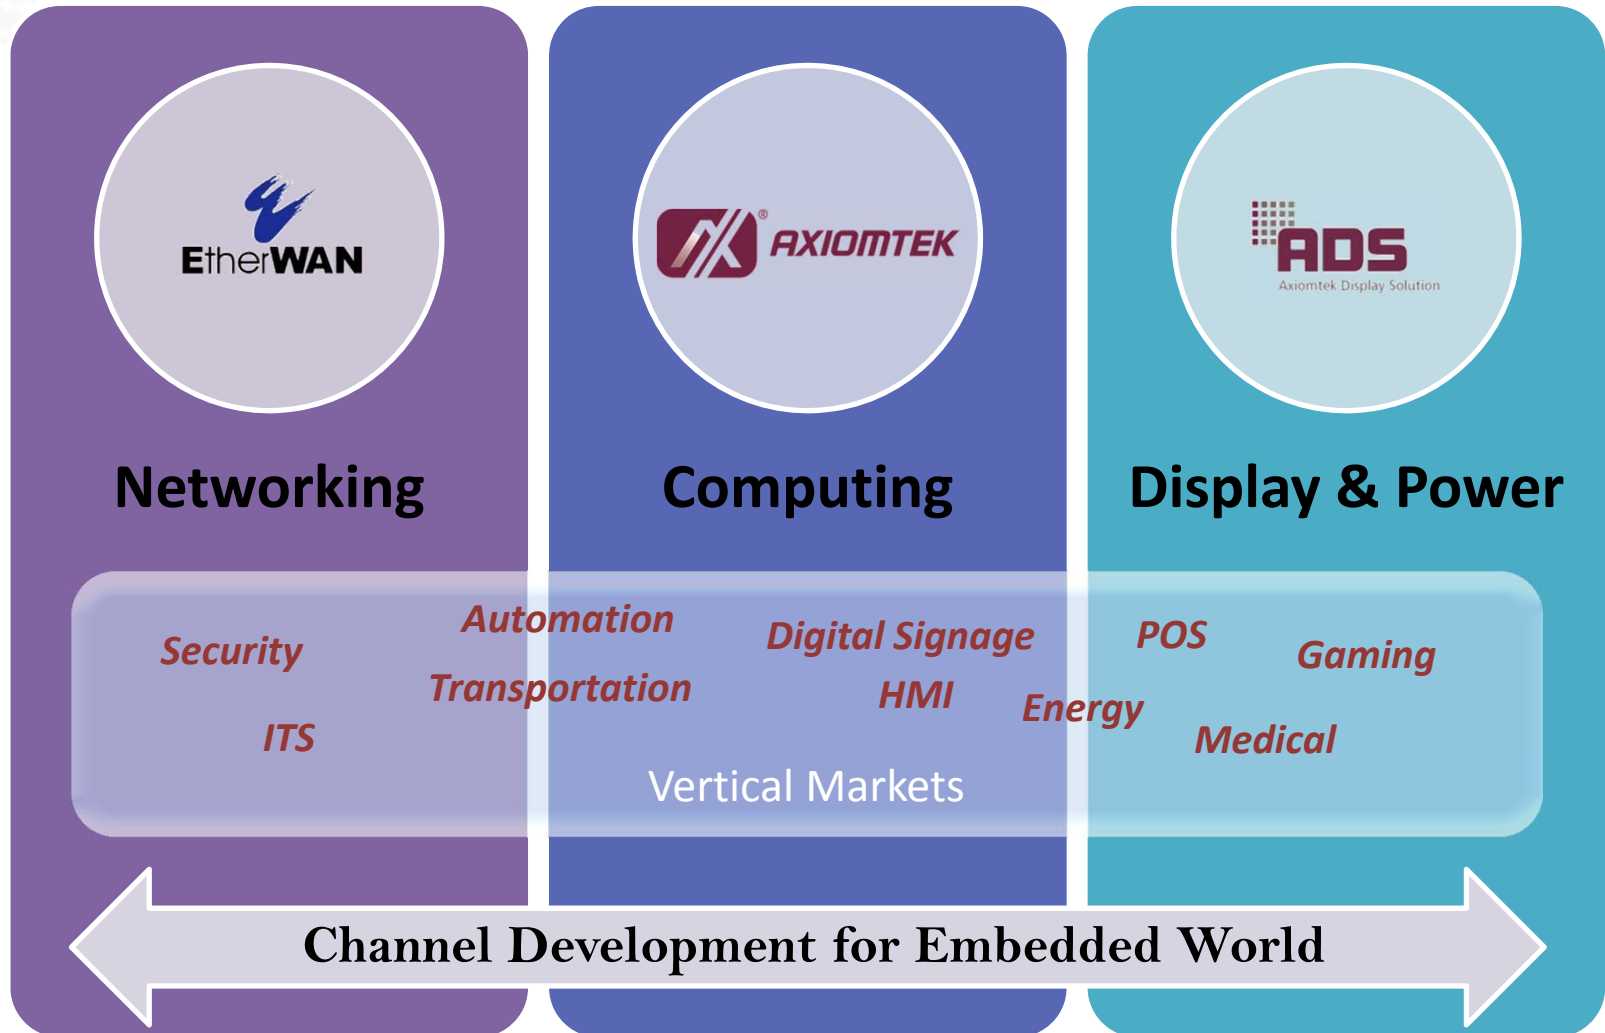 EtherWAN
AXIOMTEK®
ADS
Axiomtek Display Solution
Networking
Computing
Display & Power
Security
Automation
Digital Signage
POS
Gaming
Transportation
HMI
Energy
ITS
Medical
Vertical Markets
Channel Development for Embedded World